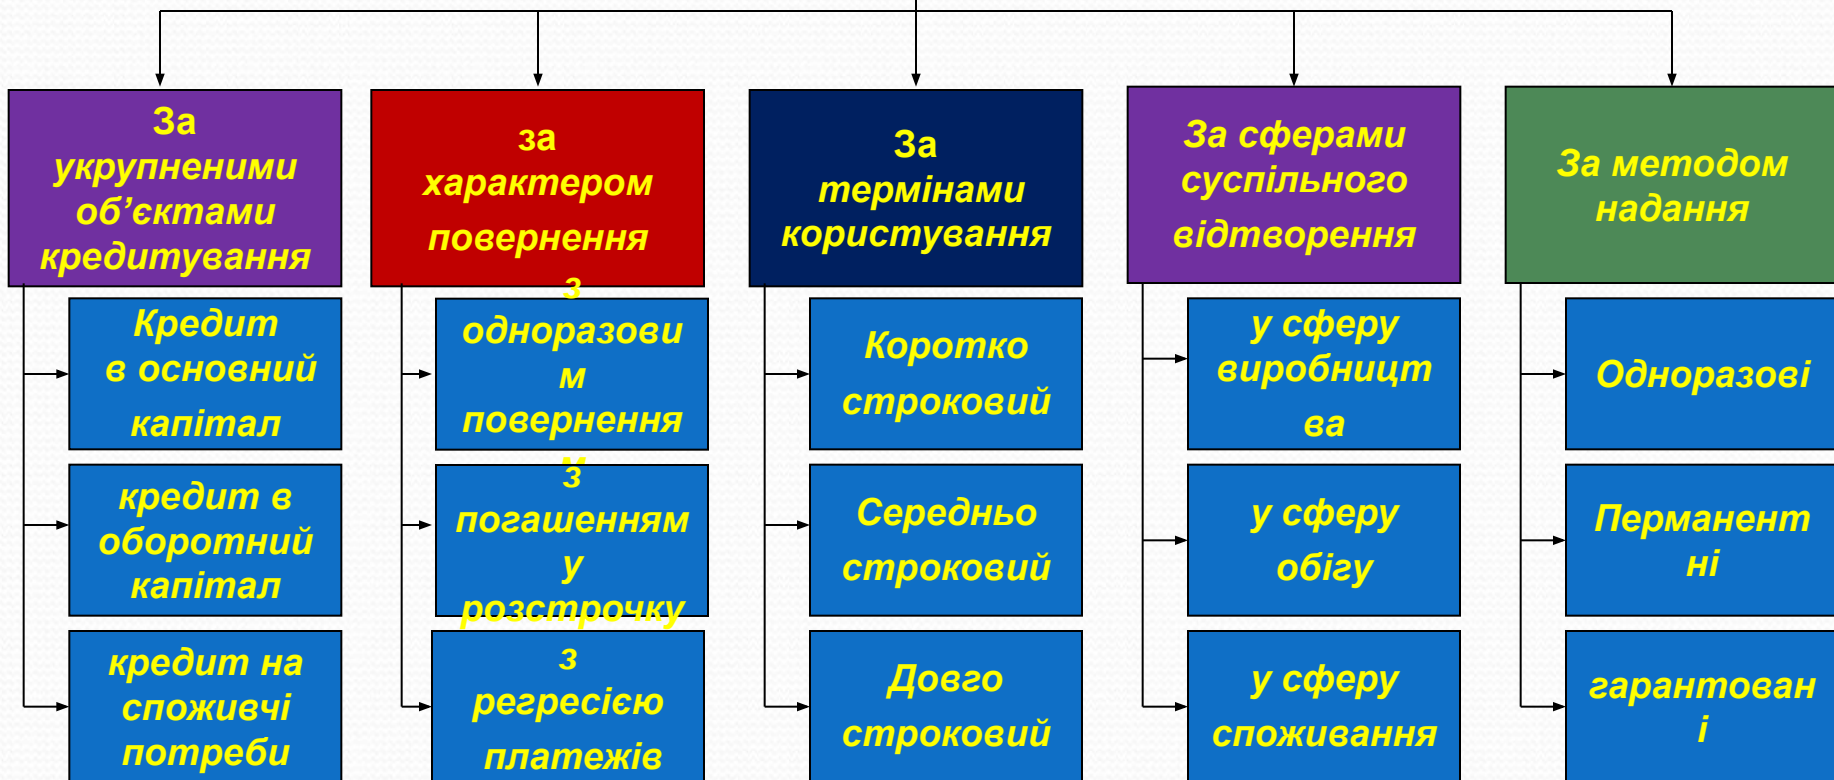 За
укрупненими
об’єктами
кредитування
Кредит
в основний
капітал
кредит в
оборотний
капітал
кредит на
споживчі
потреби
за
характером
повернення
з
одноразови
м
повернення
м
з
погашенням
у
розстрочку
з
регресією
платежів
За
термінами
користування
Коротко
строковий
Середньо
строковий
Довго
строковий
За сферами
суспільного
відтворення
у сферу
виробницт
ва
у сферу
обігу
у сферу
споживання
За методом
надання
Одноразові
Перманент
ні
гарантован
і